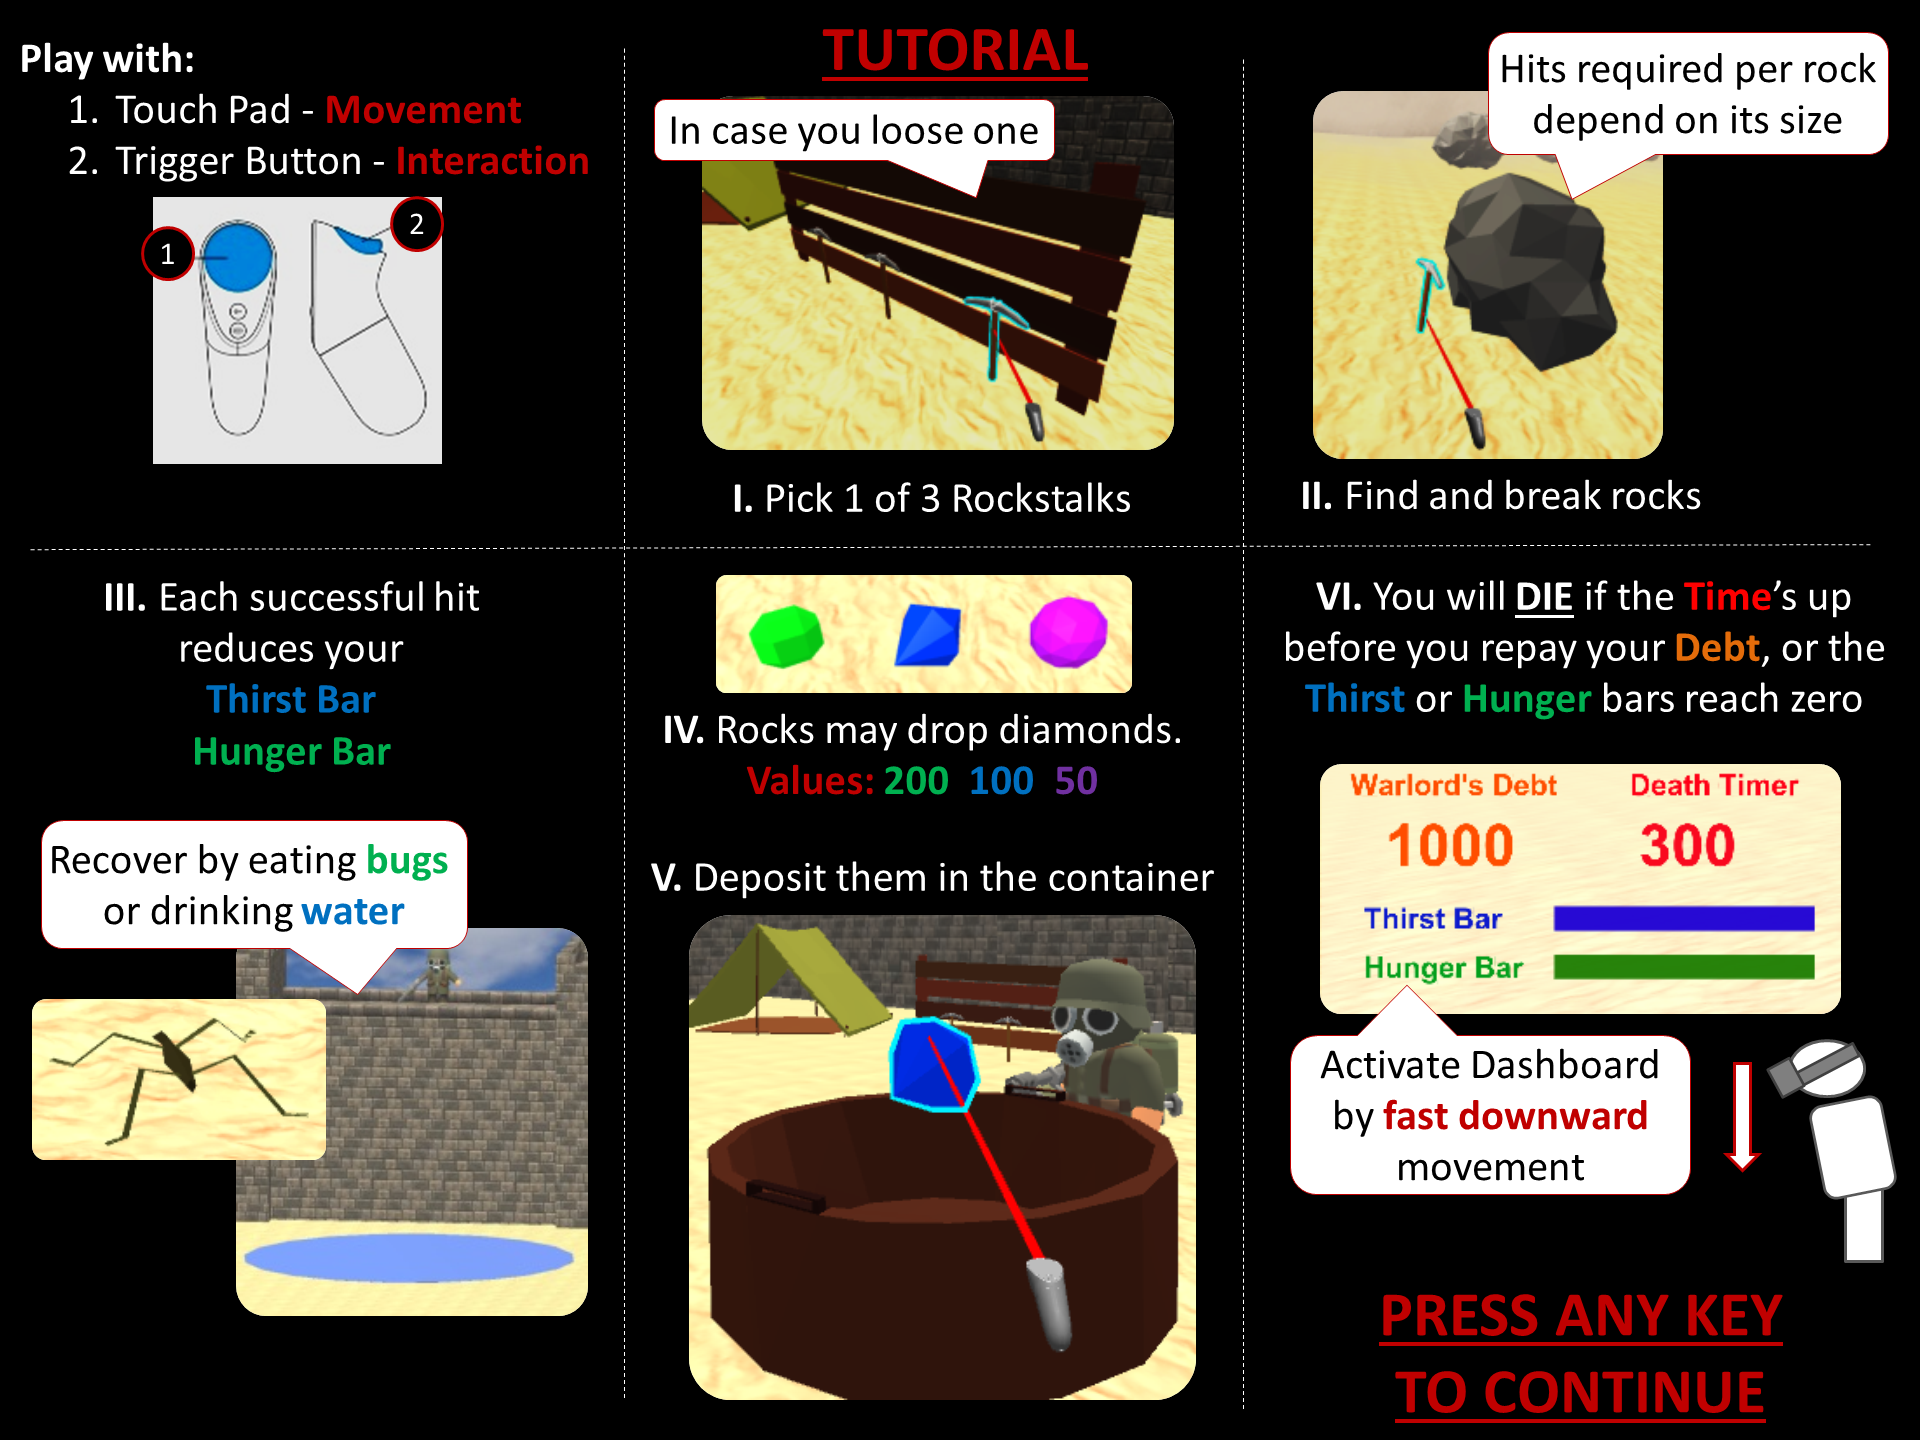 TUTORIAL
Play with:
1. Touch Pad - Movement
2. Trigger Button - Interaction
1
2
In case you loose one
I. Pick 1 of 3 Rockstalks
Hits required per rock
depend on its size
II. Find and break rocks
III. Each successful hit
reduces your
Thirst Bar
Hunger Bar
Recover by eating bugs
or drinking water
IV. Rocks may drop diamonds.
Values: 200 100 50
V. Deposit them in the container
VI. You will DIE if the Time's up
before you repay your Debt, or the
Thirst or Hunger bars reach zero
Warlord's Debt Death Timer
1000 300
Thirst Bar
Hunger Bar
Activate Dashboard
by fast downward
movement
PRESS ANY KEY
TO CONTINUE